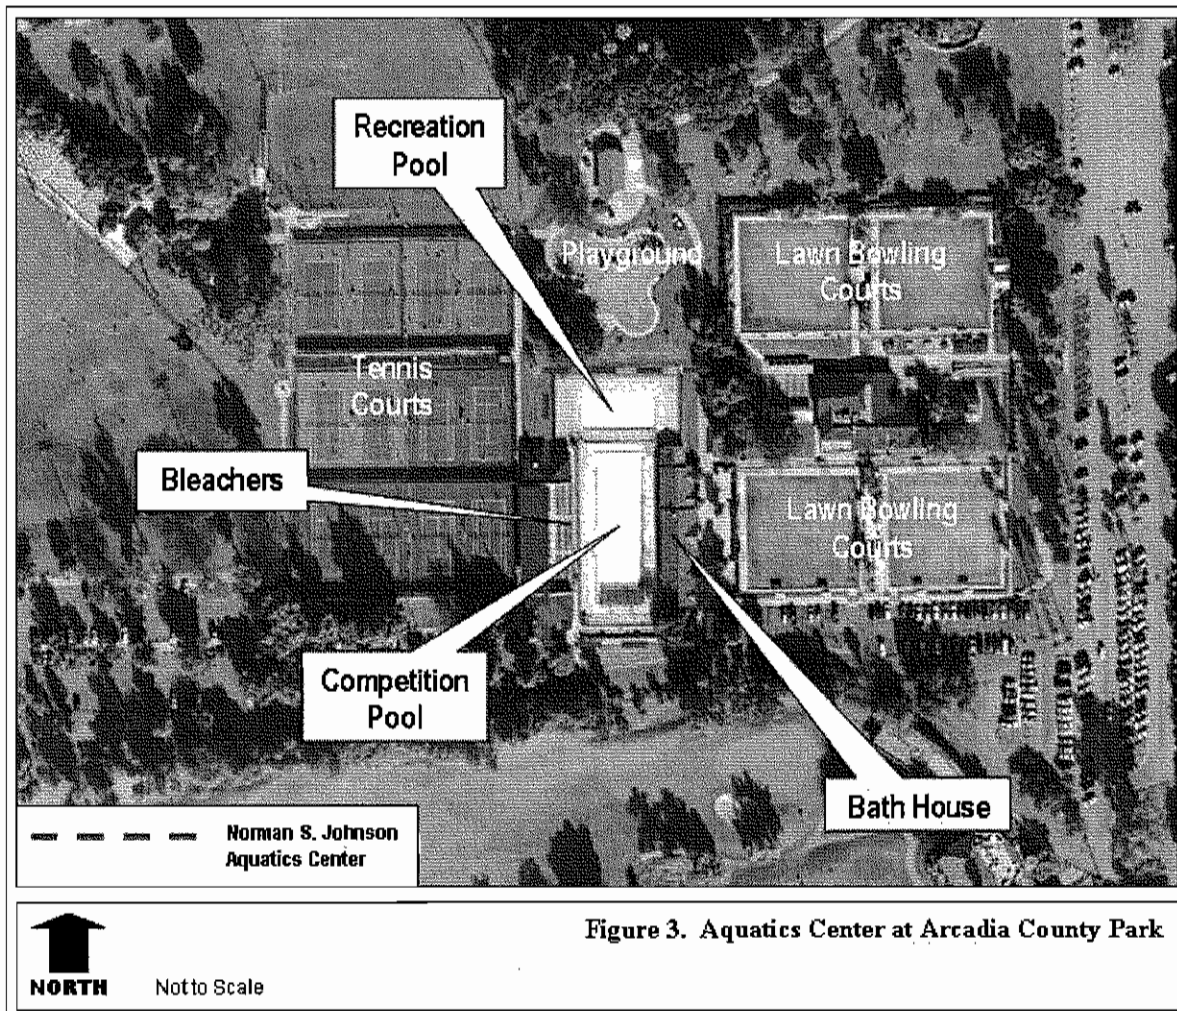 Recreation
Pool
Playground
Lawn Bowling
Courts
Tennis
Courts
Bleachers
Lawn Bowling
Courts
Competition
Pool
Bath House
Norman S. Johnson
Aquatics Center
Figure 3. Aquatics Center at Arcadia County Park
NORTH
Not to Scale